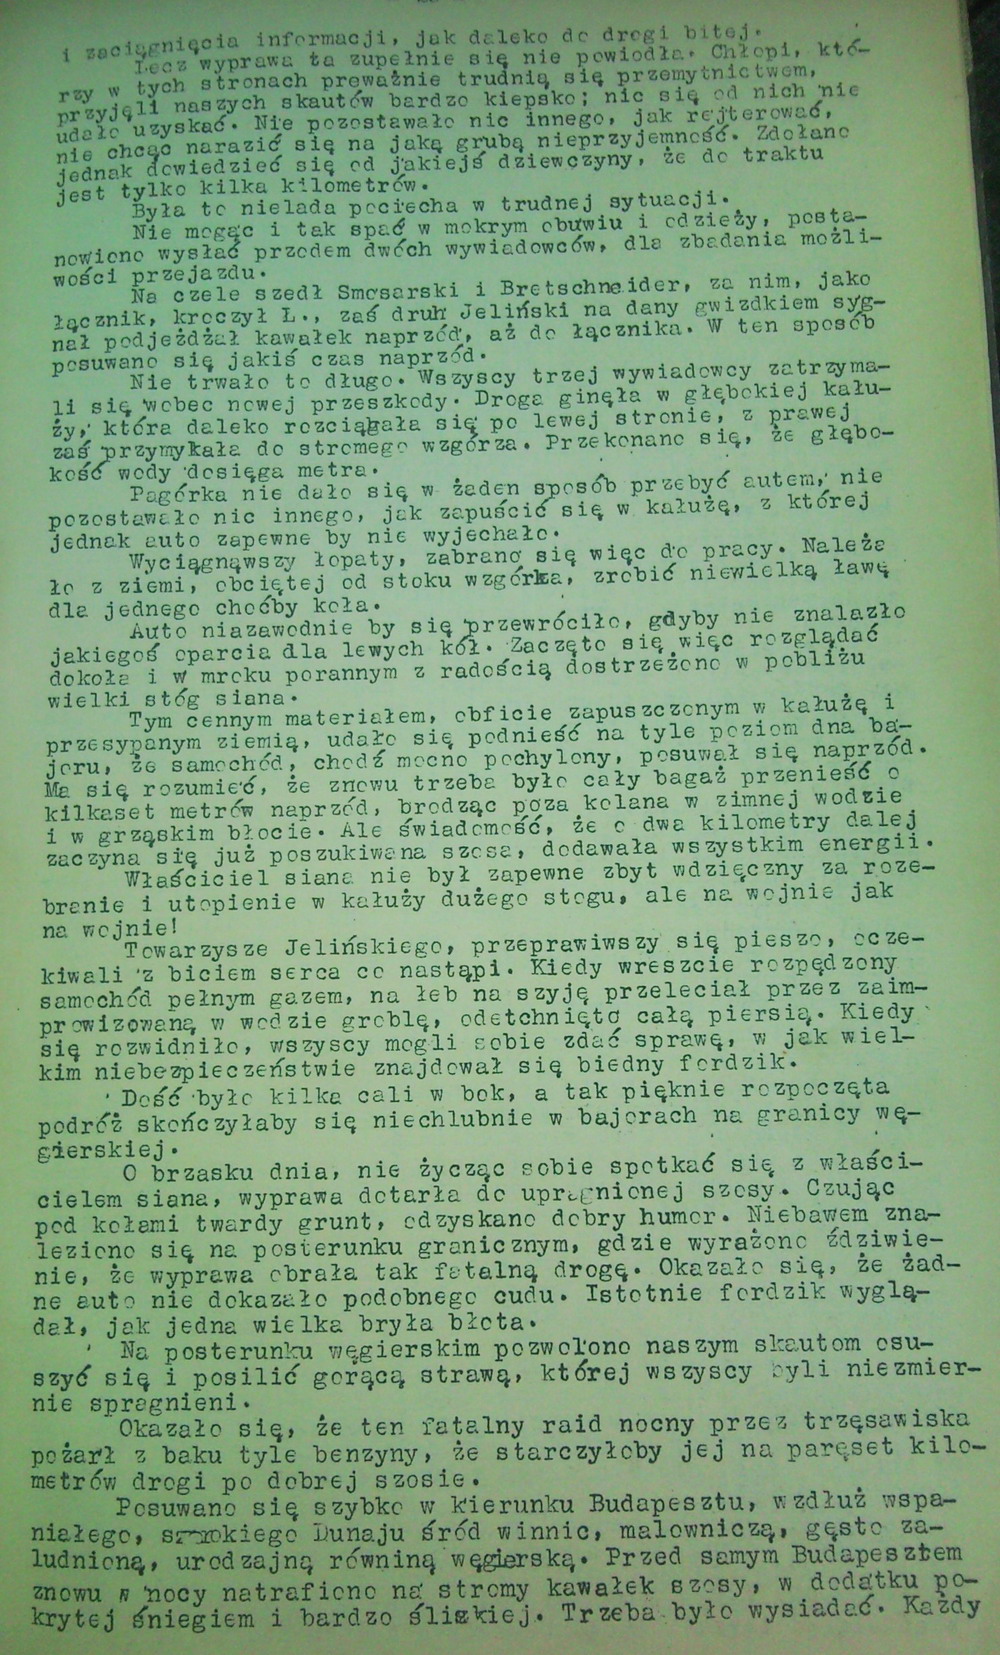 i zaciągnięcia informacji, jak daleko do drogi bitej.
Lecz wyprawa ta zupełnie się nie powiodła. Chłopi, któ-
rzy w tych stronach preważnie trudnią się przemytnictwem,
przyjęli naszych skautów bardzo kiepsko; nic się od nich nie
udało uzyskać. Nie pozostawało nic innego, jak rejterować,
nie chcąc narazić się na jaką grubą nieprzyjemność. Zdołano
jednak dowiedzieć się od jakiejś dziewczyny, że do traktu
jest tylko kilka kilometrów.
Była to nielada pociecha w trudnej sytuacji.
Nie mogąc i tak spać w mokrym obuwiu i odzieży, posta-
nowiono wysłać przodem dwóch wywiadowców, dla zbadania możli-
wości przejazdu.
Na czele szedł Smosarski i Bretschneider, za nim, jako
łącznik, kroczył Ł., zaś druh Jeliński na dany gwizdkiem syg-
nał podjeżdżał kawałek naprzód, aż do łącznika. W ten sposób
posuwano się jakiś czas naprzód.
Nie trwało to długo. Wszyscy trzej wywiadowcy zatrzyma-
li się wobec nowej przeszkody. Droga ginęła w głębokiej kału-
ży, która daleko rozciągała się po lewej stronie, z prawej
zaś przymykała do stromego wzgórza. Przekonano się, że głębo-
kość wody dosięga metra.
Pagórka nie dało się w żaden sposób przebyć autem, nie
pozostawało nic innego, jak zapuścić się w kałużę, z której
jednak auto zapewne by nie wyjechało.
Wyciągnąwszy łopaty, zabrano się więc do pracy. Należa
ło z ziemi, obciętej od stoku wzgórka, zrobić niewielką ławę
dla jednego choćby koła.
Auto niazawodnie by się przewróciło, gdyby nie znalazło
jakiegoś oparcia dla lewych kół. Zaczęto się więc rozglądać
dokoła i w mroku porannym z radością dostrzeżono w pobliżu
wielki stóg siana.
Tym cennym materiałem, obficie zapuszczonym w kałużę i
przesypanym ziemią, udało się podnieść na tyle poziom dna ba-
joru, że samochód, chodź mocno pochylony, posuwał się naprzód.
Ma się rozumieć, że znowu trzeba było cały bagaż przenieść o
kilkaset metrów naprzód, brodząc poza kolana w zimnej wodzie
i w grząskim błocie. Ale świadomość, że o dwa kilometry dalej
zaczyna się już poszukiwana szosa, dodawała wszystkim energii.
Właściciel siana nie był zapewne zbyt wdzięczny za roze-
branie i utopienie w kałuży dużego stogu, ale na wojnie jak
na wojnie!
Towarzysze Jelińskiego, przeprawiwszy się pieszo, ocze-
kiwali z biciem serca co nastąpi. Kiedy wreszcie rozpędzony
samochód pełnym gazem, na łeb na szyję przeleciał przez zaim-
prowizowaną w wodzie groblę, odetchnięto całą piersią. Kiedy
się rozwidniło, wszyscy mogli sobie zdać sprawę, w jak wiel-
kim niebezpieczeństwie znajdował się biedny fordzik.
Dość było kilka cali w bok, a tak pięknie rozpoczęta
podróż skończyłaby się niechlubnie w bajorach na granicy wę-
gierskiej.
O brzasku dnia, nie życząc sobie spotkać się z właści-
cielem siana, wyprawa dotarła do upragnionej szosy. Czując
pod kołami twardy grunt, odzyskano dobry humor. Niebawem zna-
leziono się na posterunku granicznym, gdzie wyrażono zdziwie-
nie, że wyprawa obrała tak fatalną drogę. Okazało się, że żad-
ne auto nie dokazało podobnego cudu. Istotnie fordzik wyglą-
dał, jak jedna wielka bryła błota.
Na posterunku węgierskim pozwolono naszym skautom osu-
szyć się i posilić gorącą strawą, której wszyscy byli niezmier-
nie spragnieni.
Okazało się, że ten fatalny raid nocny przez trzęsawiska
pożarł z baku tyle benzyny, że starczyłoby jej na paręset kilo-
metrów drogi po dobrej szosie.
Posuwano się szybko w kierunku Budapesztu, wzdłuż wspa-
niałego, szerokiego Dunaju śród winnic, malowniczą, gęsto za-
ludnioną, urodzajną równiną węgierską. Przed samym Budapesztem
znowu w nocy natrafiono na stromy kawałek szosy, w dodatku po-
krytej śniegiem i bardzo śliskiej. Trzeba było wysiadać. Każdy